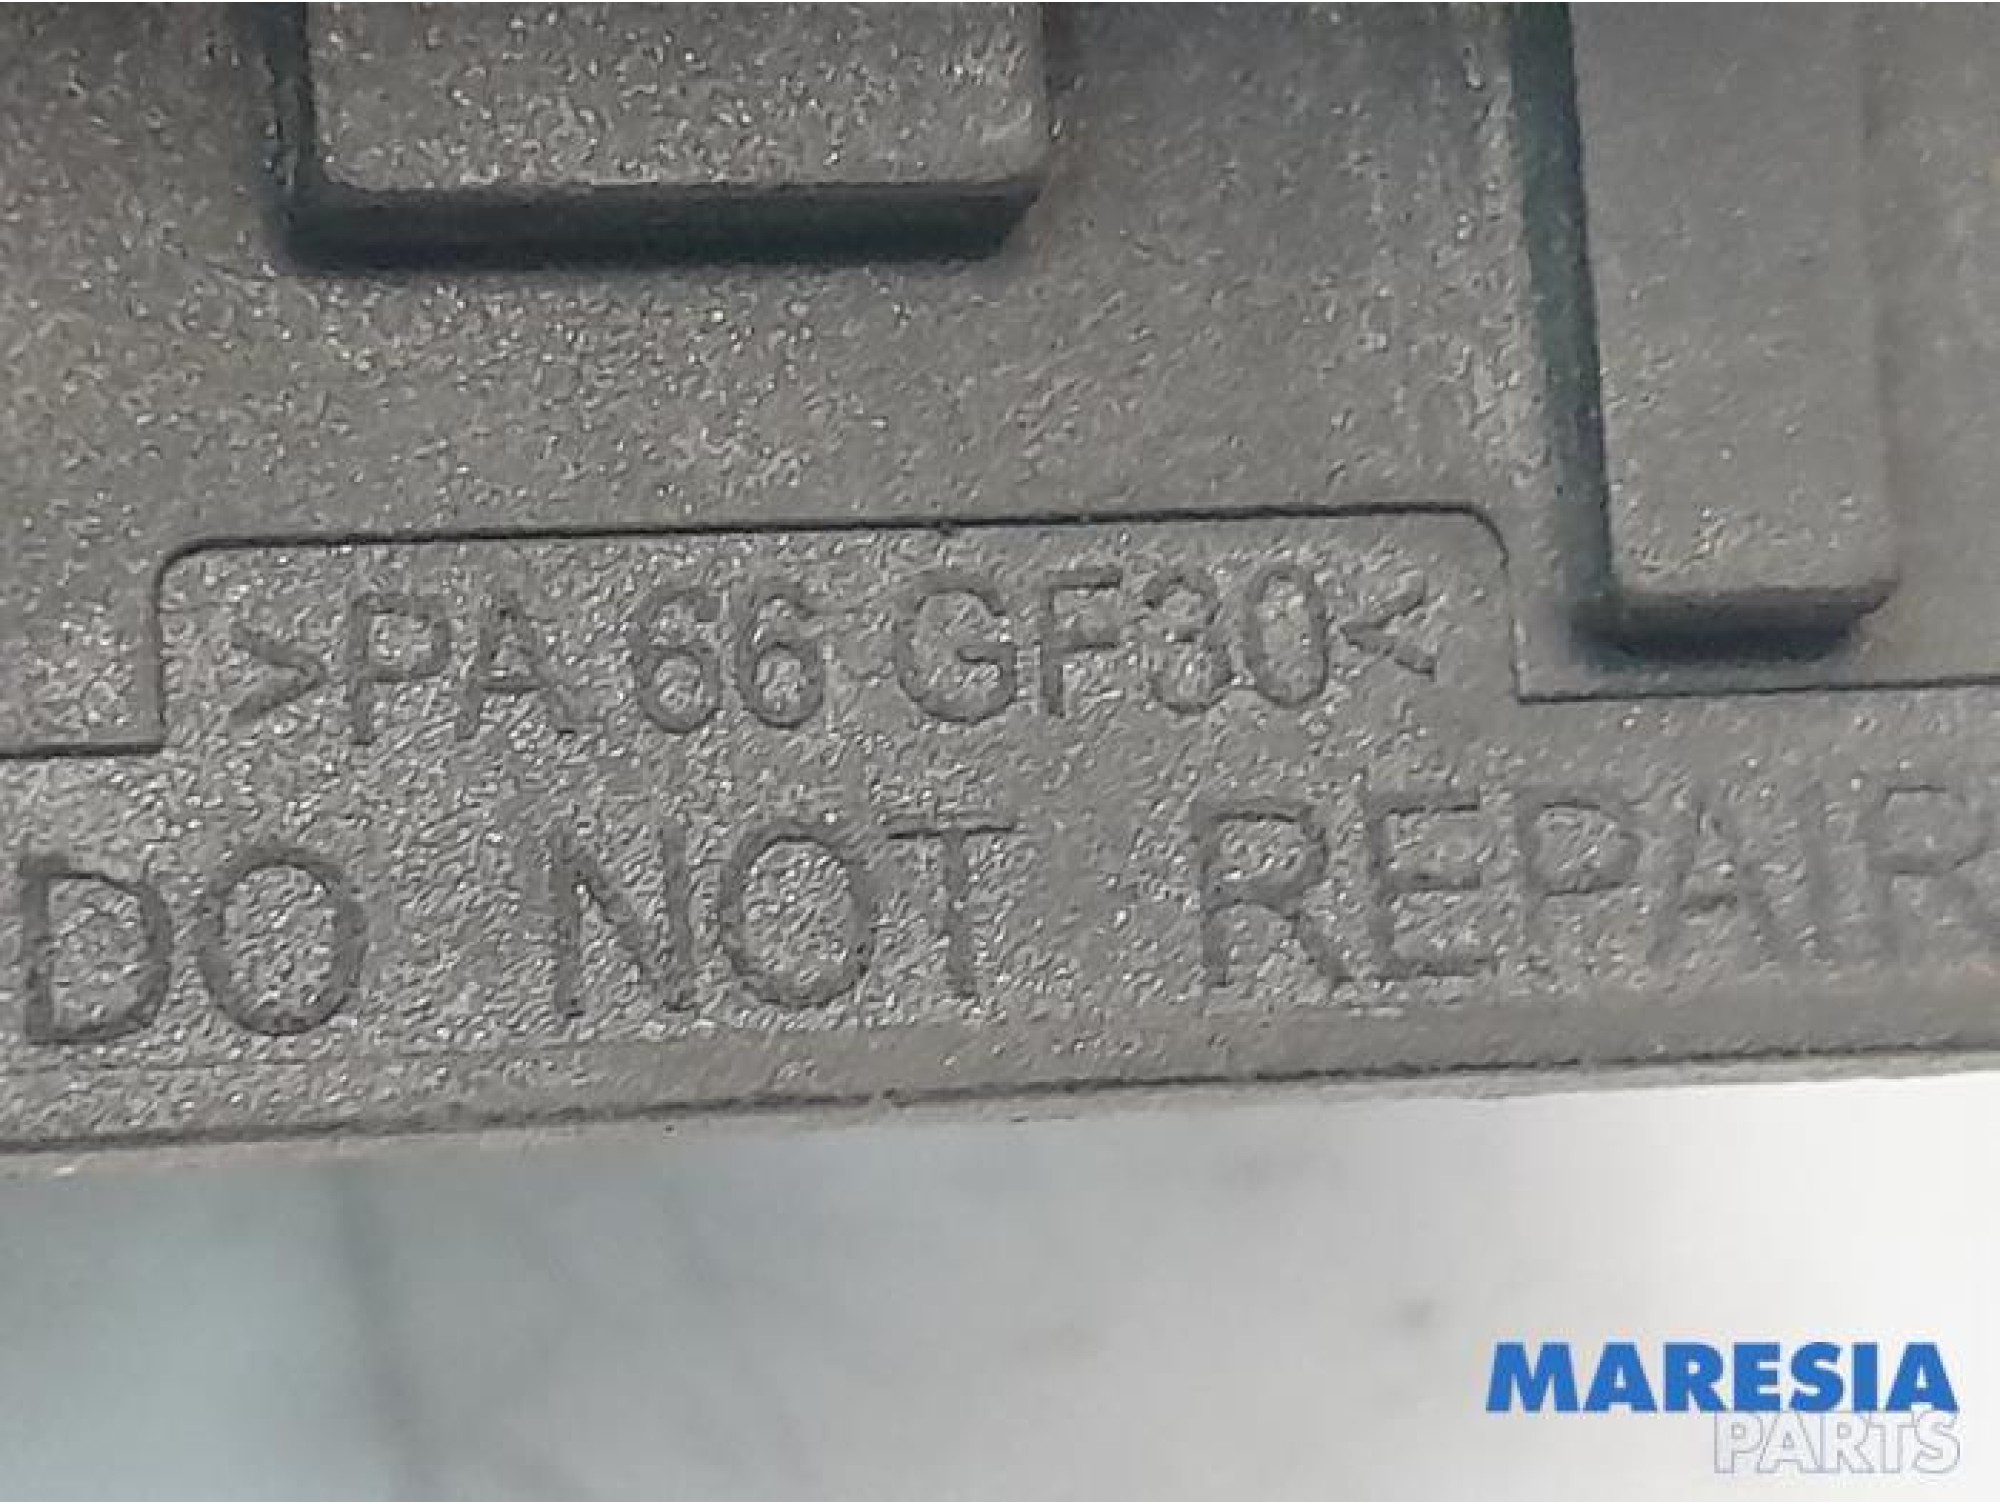 >PA 66 GF30<
DO NOT REPAIR
MARESIA
PARTS